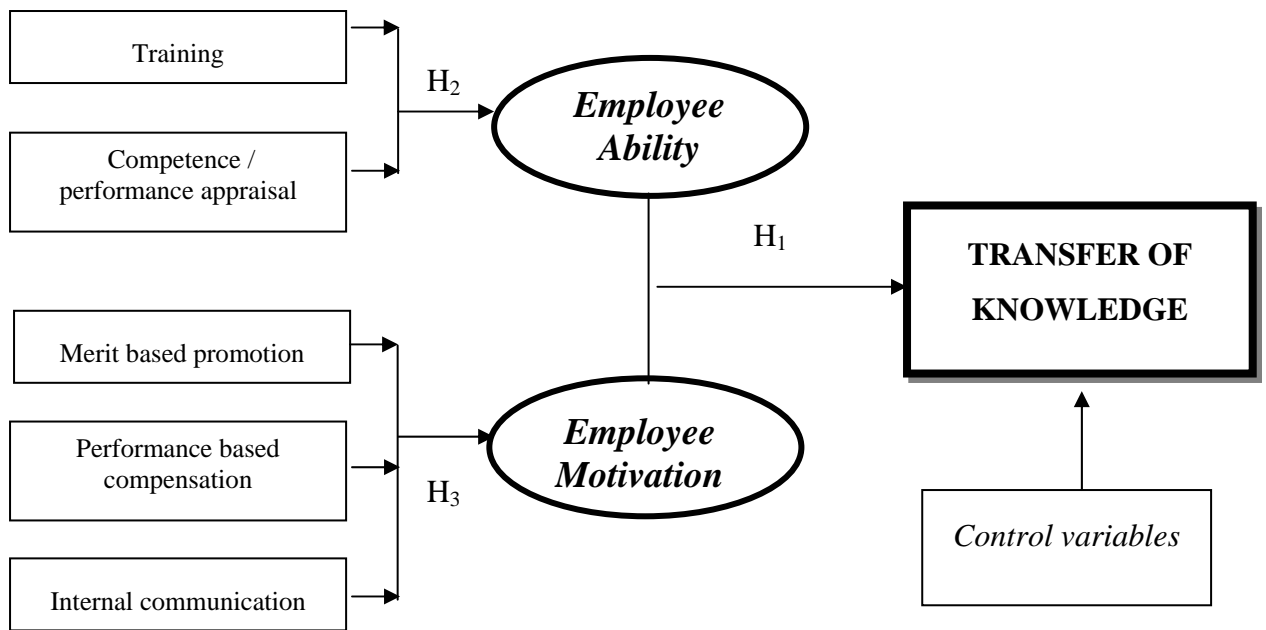 Training
H₂
Employee
Ability
Competence /
performance appraisal
H₁
TRANSFER OF
KNOWLEDGE
Merit based promotion
Performance based
compensation
H₃
Employee
Motivation
Internal communication
Control variables